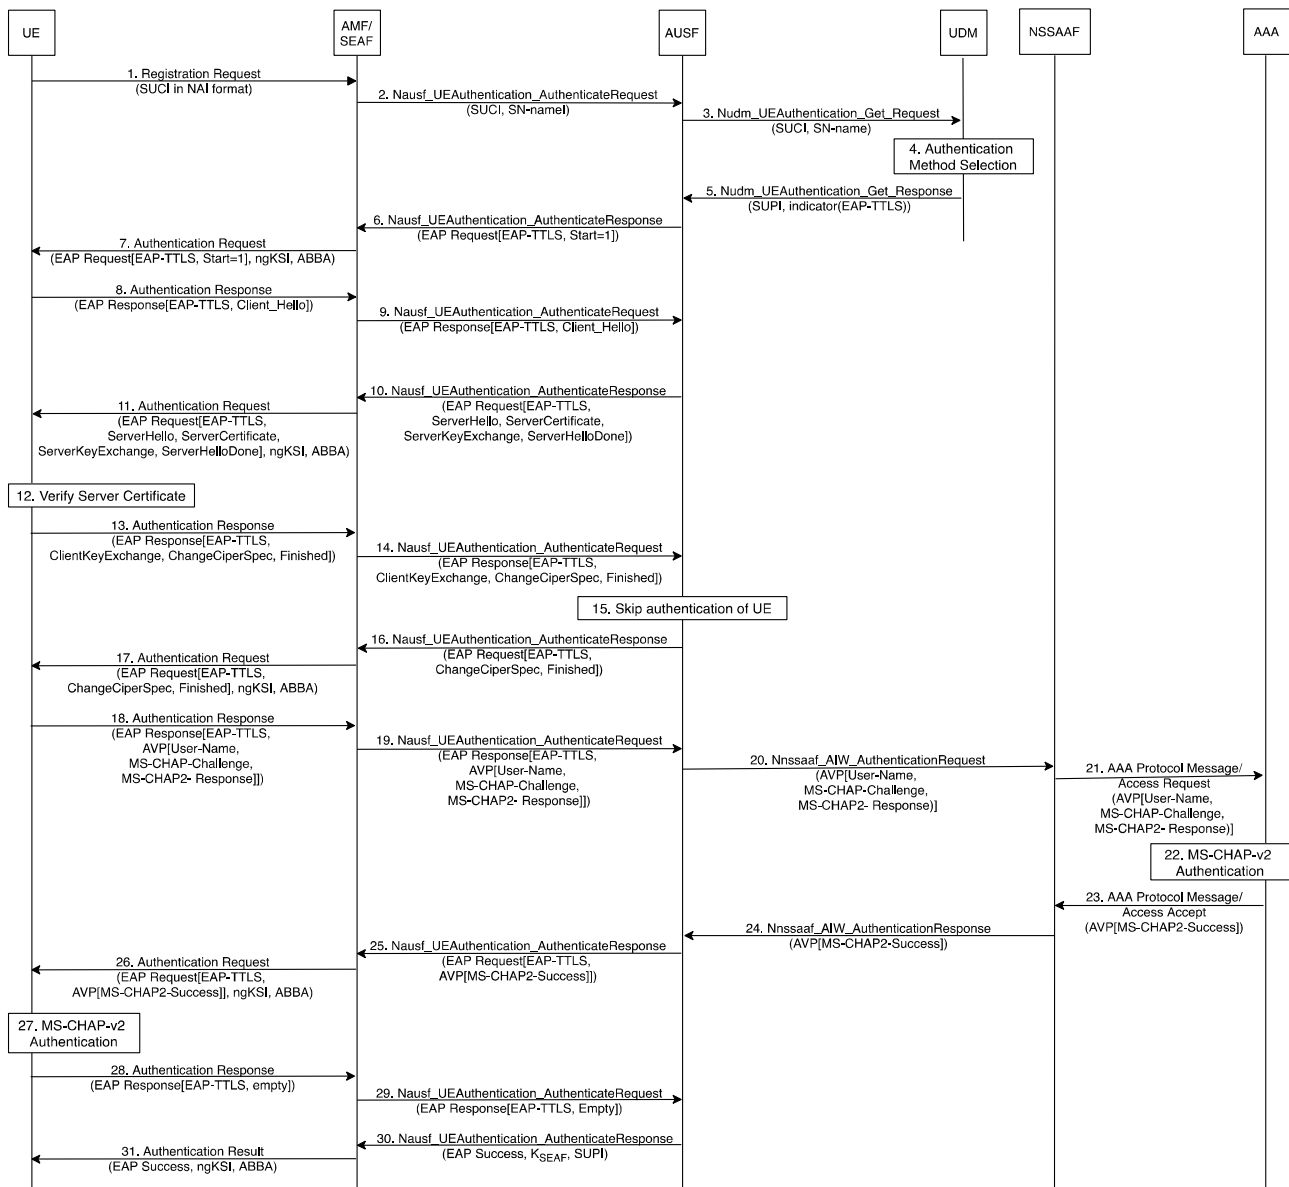 UE
AMF/
SEAF
AUSF
UDM
NSSAAF
AAA
1. Registration Request
(SUCI in NAI format)
2. Nausf_UEAuthentication_AuthenticateRequest
(SUCI, SN-nameI)
3. Nudm_UEAuthentication_Get_Request
(SUCI, SN-name)
4. Authentication
Method Selection
5. Nudm_UEAuthentication_Get_Response
(SUPI, indicator(EAP-TTLS))
6. Nausf_UEAuthentication_AuthenticateResponse
(EAP Request[EAP-TTLS, Start=1])
7. Authentication Request
(EAP Request[EAP-TTLS, Start=1], ngKSI, ABBA)
8. Authentication Response
(EAP Response[EAP-TTLS, Client_Hello])
9. Nausf_UEAuthentication_AuthenticateRequest
(EAP Response[EAP-TTLS, Client_Hello])
10. Nausf_UEAuthentication_AuthenticateResponse
(EAP Request[EAP-TTLS,
ServerHello, ServerCertificate,
ServerKeyExchange, ServerHelloDone])
11. Authentication Request
(EAP Request[EAP-TTLS,
ServerHello, ServerCertificate,
ServerKeyExchange, ServerHelloDone], ngKSI, ABBA)
12. Verify Server Certificate
13. Authentication Response
(EAP Response[EAP-TTLS,
ClientKeyExchange, ChangeCiperSpec, Finished])
14. Nausf_UEAuthentication_AuthenticateRequest
(EAP Response[EAP-TTLS,
ClientKeyExchange, ChangeCiperSpec, Finished])
15. Skip authentication of UE
16. Nausf_UEAuthentication_AuthenticateResponse
(EAP Request[EAP-TTLS,
ChangeCiperSpec, Finished])
17. Authentication Request
(EAP Request[EAP-TTLS,
ChangeCiperSpec, Finished], ngKSI, ABBA)
18. Authentication Response
(EAP Response[EAP-TTLS,
AVP[User-Name,
MS-CHAP-Challenge,
MS-CHAP2- Response]])
19. Nausf_UEAuthentication_AuthenticateRequest
(EAP Response[EAP-TTLS,
AVP[User-Name,
MS-CHAP-Challenge,
MS-CHAP2- Response]])
20. Nnssaaf_AIW_AuthenticationRequest
(AVP[User-Name,
MS-CHAP-Challenge,
MS-CHAP2- Response)]
21. AAA Protocol Message/
Access Request
(AVP[User-Name,
MS-CHAP-Challenge,
MS-CHAP2- Response)]
22. MS-CHAP-v2
Authentication
23. AAA Protocol Message/
Access Accept
(AVP[MS-CHAP2-Success])
24. Nnssaaf_AIW_AuthenticationResponse
(AVP[MS-CHAP2-Success])
25. Nausf_UEAuthentication_AuthenticateResponse
(EAP Request[EAP-TTLS,
AVP[MS-CHAP2-Success]])
26. Authentication Request
(EAP Request[EAP-TTLS,
AVP[MS-CHAP2-Success]], ngKSI, ABBA)
27. MS-CHAP-v2
Authentication
28. Authentication Response
(EAP Response[EAP-TTLS, empty])
29. Nausf_UEAuthentication_AuthenticateRequest
(EAP Response[EAP-TTLS, Empty])
30. Nausf_UEAuthentication_AuthenticateResponse
(EAP Success, KSEAF, SUPI)
31. Authentication Result
(EAP Success, ngKSI, ABBA)